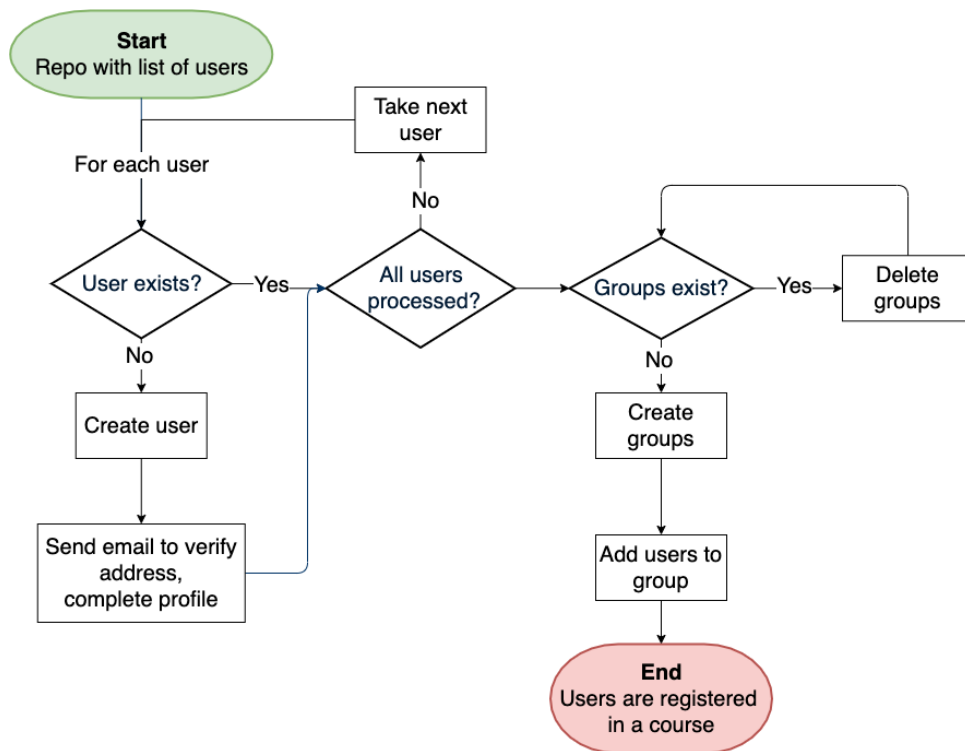 Start
Repo with list of users
Take next
user
For each user
No
User exists?
Yes
All users
processed?
Groups exist?
Yes
Delete
groups
No
No
Create user
Create
groups
Send email to verify
address,
complete profile
Add users to
group
End
Users are registered
in a course